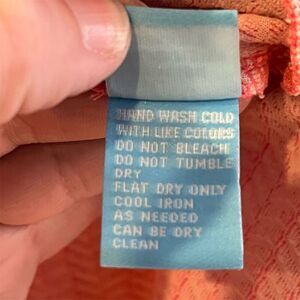 HAND WASH COLD
WITH LIKE COLORS
DO NOT BLEACH
DO NOT TUMBLE
DRY
FLAT DRY ONLY
COOL IRON
AS NEEDED
CAN BE DRY
CLEAN